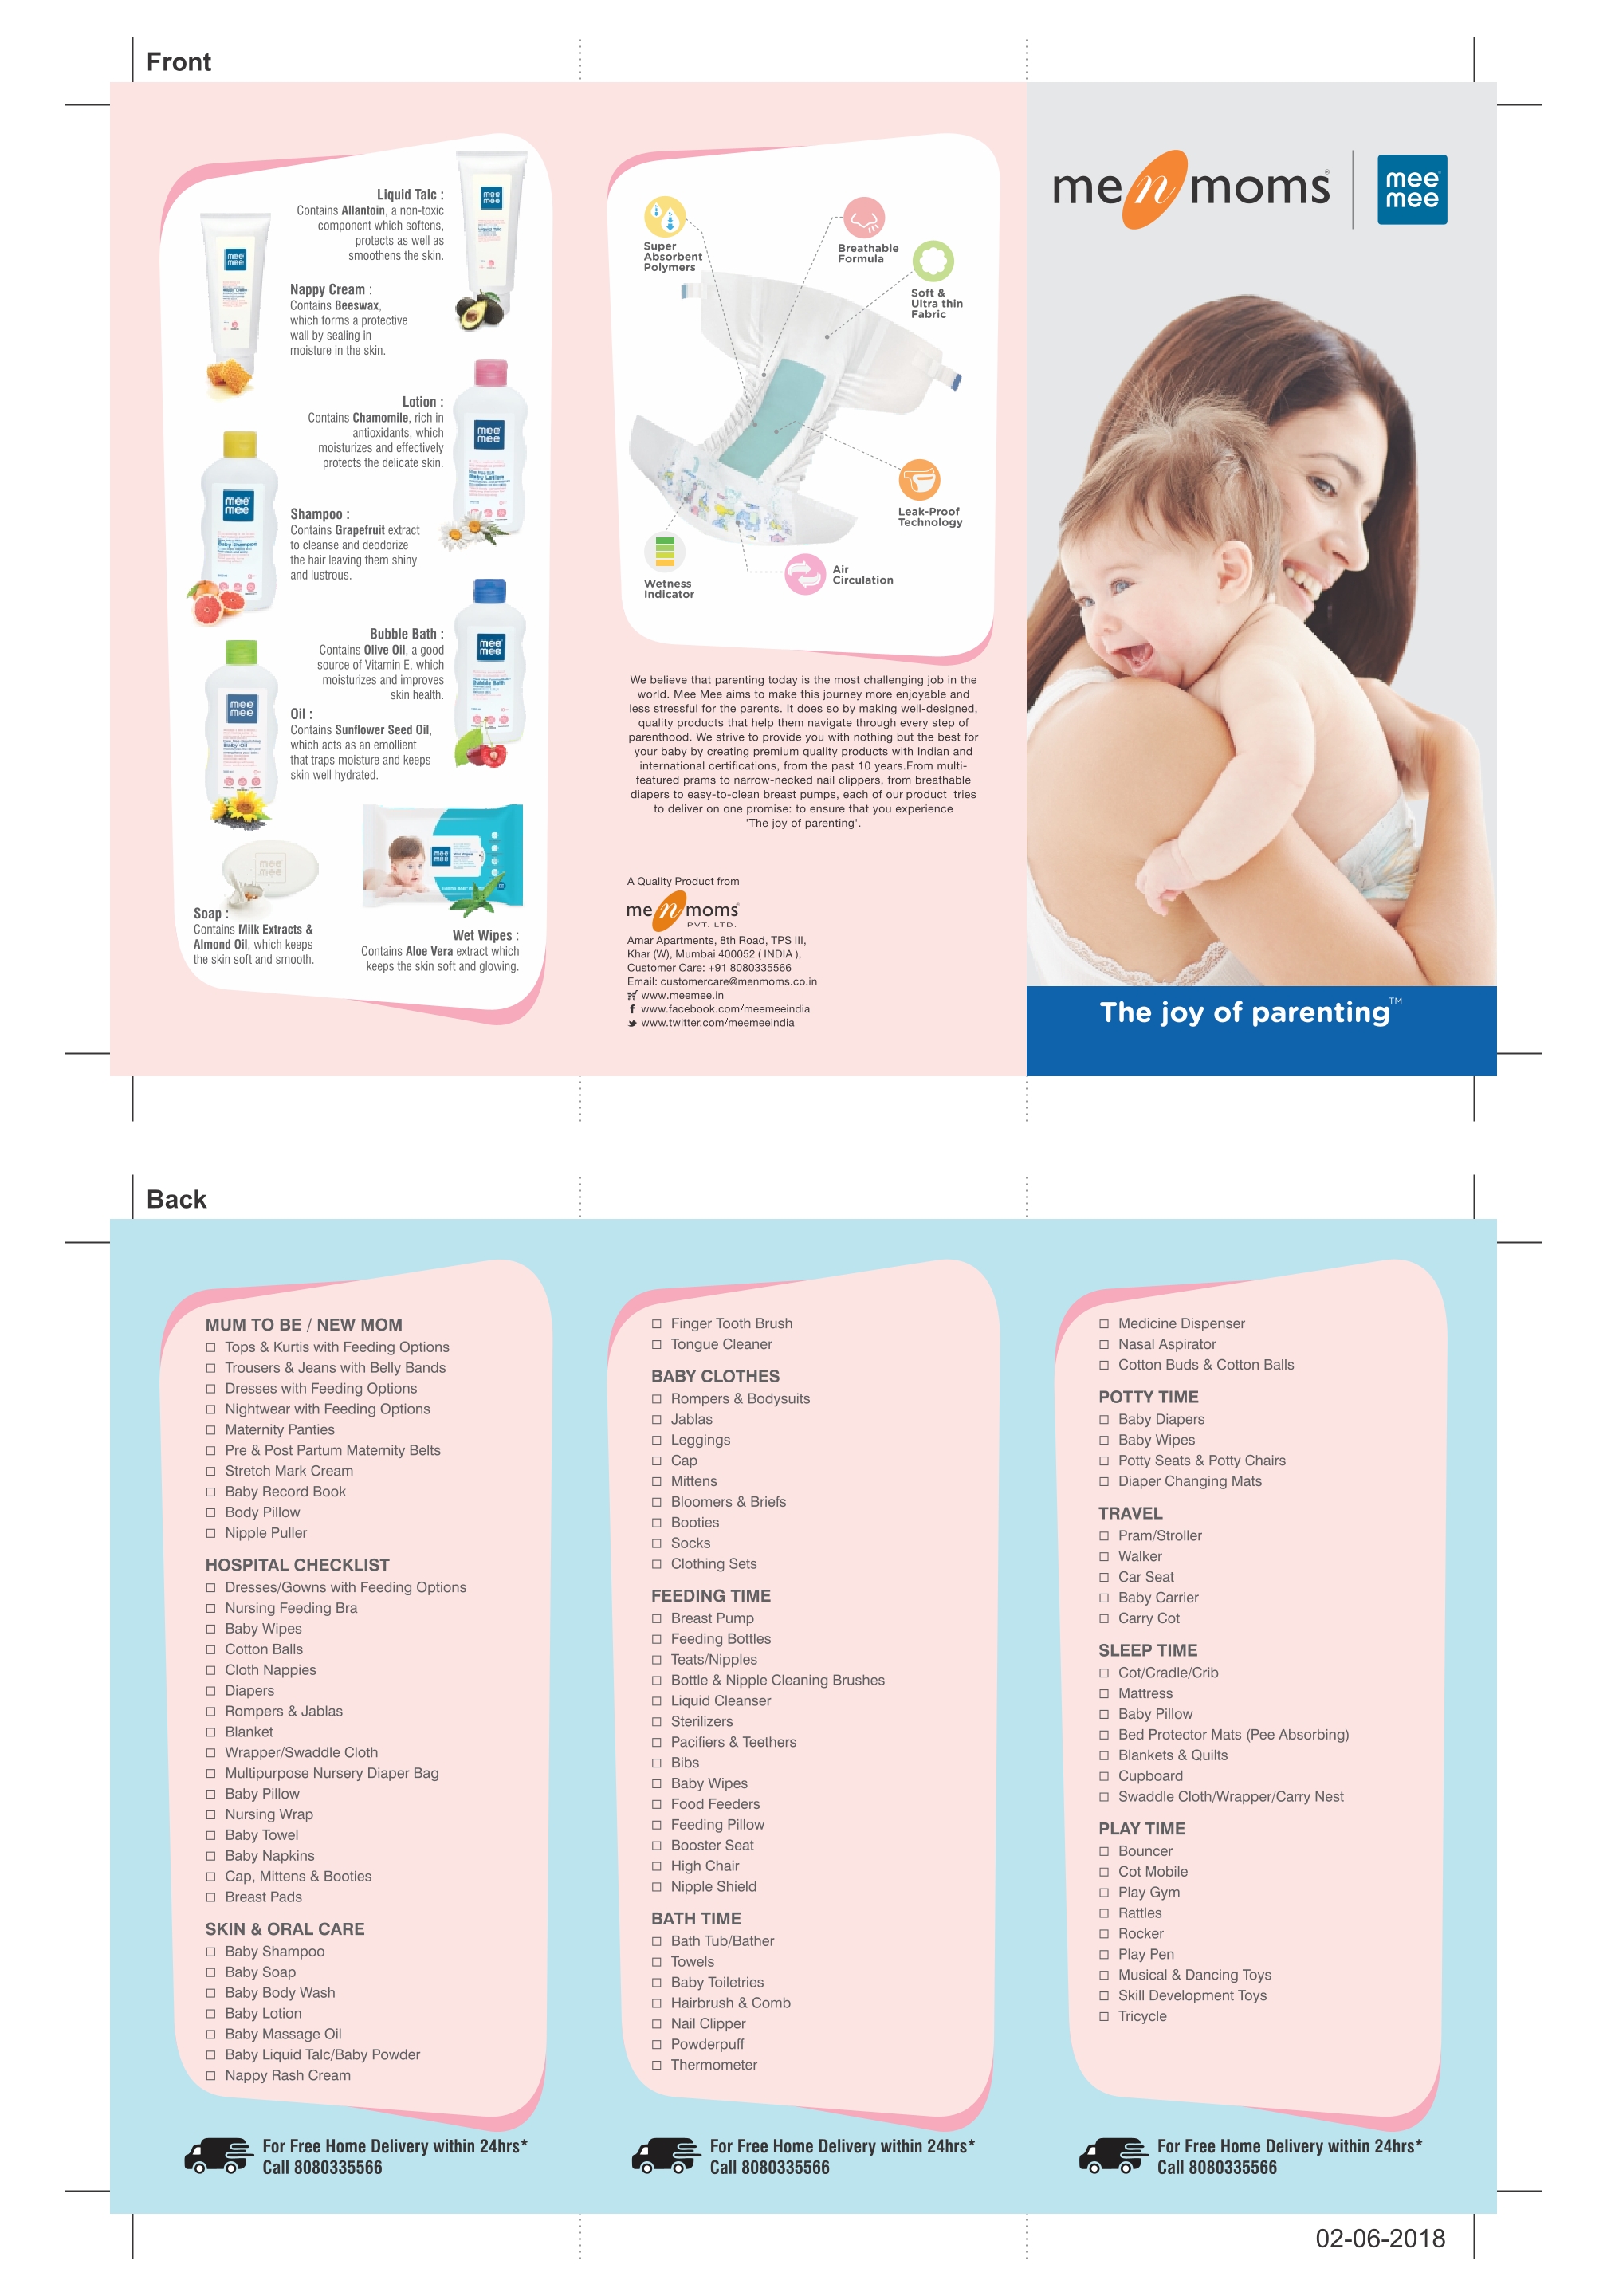 Front
Liquid Talc :
Contains Allantoin, a non-toxic
component which softens,
protects as well as
smoothens the skin.
Nappy Cream :
Contains Beeswax,
which forms a protective
wall by sealing in
moisture in the skin.
Lotion :
Contains Chamomile, rich in
antioxidants, which
moisturizes and effectively
protects the delicate skin.
Shampoo :
Contains Grapefruit extract
to cleanse and deodorize
the hair leaving them shiny
and lustrous.
Bubble Bath :
Contains Olive Oil, a good
source of Vitamin E, which
moisturizes and improves
skin health.
Oil :
Contains Sunflower Seed Oil,
which acts as an emollient
that traps moisture and keeps
skin well hydrated.
Soap :
Contains Milk Extracts &
Almond Oil, which keeps
the skin soft and smooth.
Wet Wipes :
Contains Aloe Vera extract which
keeps the skin soft and glowing.
mee
mee
Liquid Talc
mee
mee
Nappy Cream
mee
mee
Baby Lotion
mee
mee
Baby Shampoo
mee
mee
Bubble Bath
mee
mee
Baby Oil
mee
mee
mee
mee
Super
Absorbent
Polymers
Breathable
Formula
Soft &
Ultra thin
Fabric
Leak-Proof
Technology
Air
Circulation
Wetness
Indicator
We believe that parenting today is the most challenging job in the
world. Mee Mee aims to make this journey more enjoyable and
less stressful for the parents. It does so by making well-designed,
quality products that help them navigate through every step of
parenthood. We strive to provide you with nothing but the best for
your baby by creating premium quality products with Indian and
international certifications, from the past 10 years.From multi-
featured prams to narrow-necked nail clippers, from breathable
diapers to easy-to-clean breast pumps, each of our product tries
to deliver on one promise: to ensure that you experience
'The joy of parenting'.
A Quality Product from
me n moms®
PVT. LTD.
Amar Apartments, 8th Road, TPS III,
Khar (W), Mumbai 400052 ( INDIA ),
Customer Care: +91 8080335566
Email: customercare@menmoms.co.in
www.meemee.in
www.facebook.com/meemeeindia
www.twitter.com/meemeeindia
me n moms®
mee®
mee
The joy of parenting™
Back
MUM TO BE / NEW MOM
Tops & Kurtis with Feeding Options
Trousers & Jeans with Belly Bands
Dresses with Feeding Options
Nightwear with Feeding Options
Maternity Panties
Pre & Post Partum Maternity Belts
Stretch Mark Cream
Baby Record Book
Body Pillow
Nipple Puller
HOSPITAL CHECKLIST
Dresses/Gowns with Feeding Options
Nursing Feeding Bra
Baby Wipes
Cotton Balls
Cloth Nappies
Diapers
Rompers & Jablas
Blanket
Wrapper/Swaddle Cloth
Multipurpose Nursery Diaper Bag
Baby Pillow
Nursing Wrap
Baby Towel
Baby Napkins
Cap, Mittens & Booties
Breast Pads
SKIN & ORAL CARE
Baby Shampoo
Baby Soap
Baby Body Wash
Baby Lotion
Baby Massage Oil
Baby Liquid Talc/Baby Powder
Nappy Rash Cream
For Free Home Delivery within 24hrs*
Call 8080335566
Finger Tooth Brush
Tongue Cleaner
BABY CLOTHES
Rompers & Bodysuits
Jablas
Leggings
Cap
Mittens
Bloomers & Briefs
Booties
Socks
Clothing Sets
FEEDING TIME
Breast Pump
Feeding Bottles
Teats/Nipples
Bottle & Nipple Cleaning Brushes
Liquid Cleanser
Sterilizers
Pacifiers & Teethers
Bibs
Baby Wipes
Food Feeders
Feeding Pillow
Booster Seat
High Chair
Nipple Shield
BATH TIME
Bath Tub/Bather
Towels
Baby Toiletries
Hairbrush & Comb
Nail Clipper
Powderpuff
Thermometer
For Free Home Delivery within 24hrs*
Call 8080335566
Medicine Dispenser
Nasal Aspirator
Cotton Buds & Cotton Balls
POTTY TIME
Baby Diapers
Baby Wipes
Potty Seats & Potty Chairs
Diaper Changing Mats
TRAVEL
Pram/Stroller
Walker
Car Seat
Baby Carrier
Carry Cot
SLEEP TIME
Cot/Cradle/Crib
Mattress
Baby Pillow
Bed Protector Mats (Pee Absorbing)
Blankets & Quilts
Cupboard
Swaddle Cloth/Wrapper/Carry Nest
PLAY TIME
Bouncer
Cot Mobile
Play Gym
Rattles
Rocker
Play Pen
Musical & Dancing Toys
Skill Development Toys
Tricycle
For Free Home Delivery within 24hrs*
Call 8080335566
02-06-2018